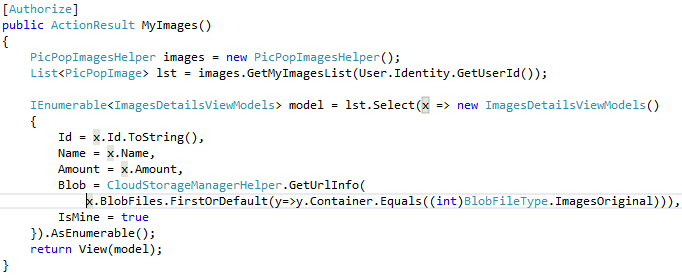 [Authorize]
public ActionResult MyImages()
{
    PicPopImagesHelper images = new PicPopImagesHelper();
    List<PicPopImage> lst = images.GetMyImagesList(User.Identity.GetUserId());

    IEnumerable<ImagesDetailsViewModels> model = lst.Select(x => new ImagesDetailsViewModels()
    {
        Id = x.Id.ToString(),
        Name = x.Name,
        Amount = x.Amount,
        Blob = CloudStorageManagerHelper.GetUrlInfo(
            x.BlobFiles.FirstOrDefault(y=>y.Container.Equals((int)BlobFileType.ImagesOriginal))),
        IsMine = true
    }).AsEnumerable();
    return View(model);
}